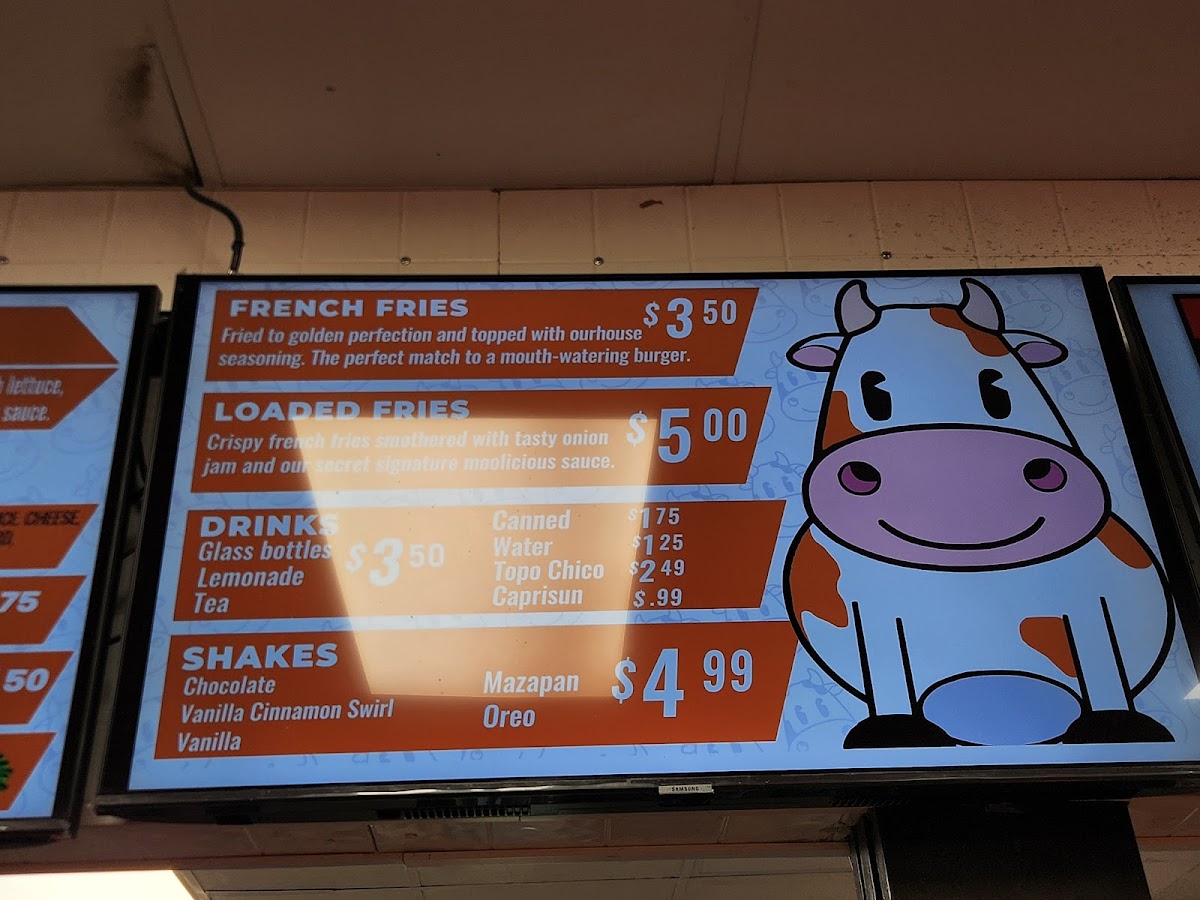 lettuce,
sauce.
CHEESE
75
50
FRENCH FRIES
$3 50
Fried to golden perfection and topped with ourhouse
seasoning. The perfect match to a mouth-watering burger.
LOADED FRIES
$5 00
Crispy french fries smothered with tasty onion
jam and our secret signature moolicious sauce.
DRINKS
Glass bottles
Lemonade
Tea
$3 50
Canned $1 75
Water $1 25
Topo Chico $2 49
Caprisun $.99
SHAKES
Chocolate
Vanilla Cinnamon Swirl
Vanilla
Mazapan
Oreo
$4 99
SAMSUNG